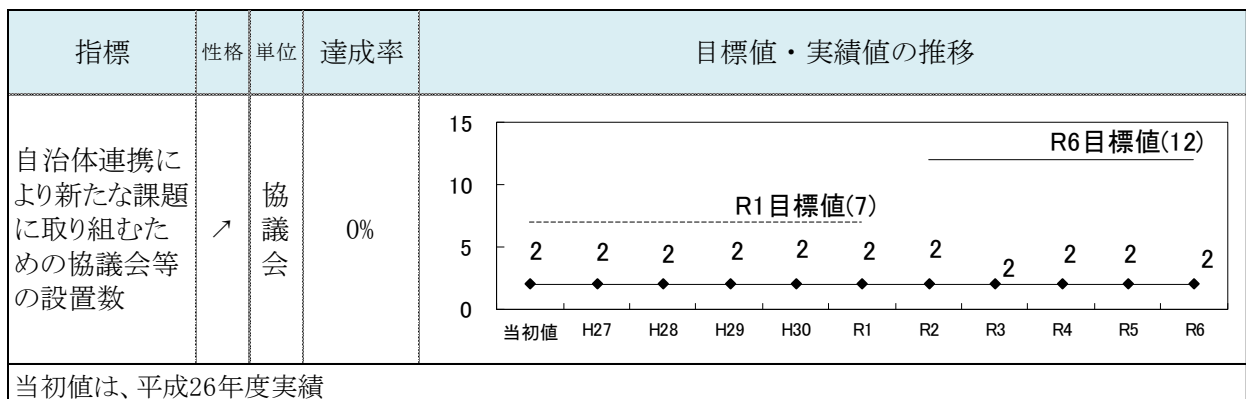 指標 性格 単位 達成率 目標値・実績値の推移
自治体連携に
より新たな課題
に取り組むた
めの協議会等
の設置数
↗
協
議
会
0%
15
10
5
0
R6目標値(12)
R1目標値(7)
2 2 2 2 2 2 2 2 2 2 2
当初値 H27 H28 H29 H30 R1 R2 R3 R4 R5 R6
当初値は、平成26年度実績